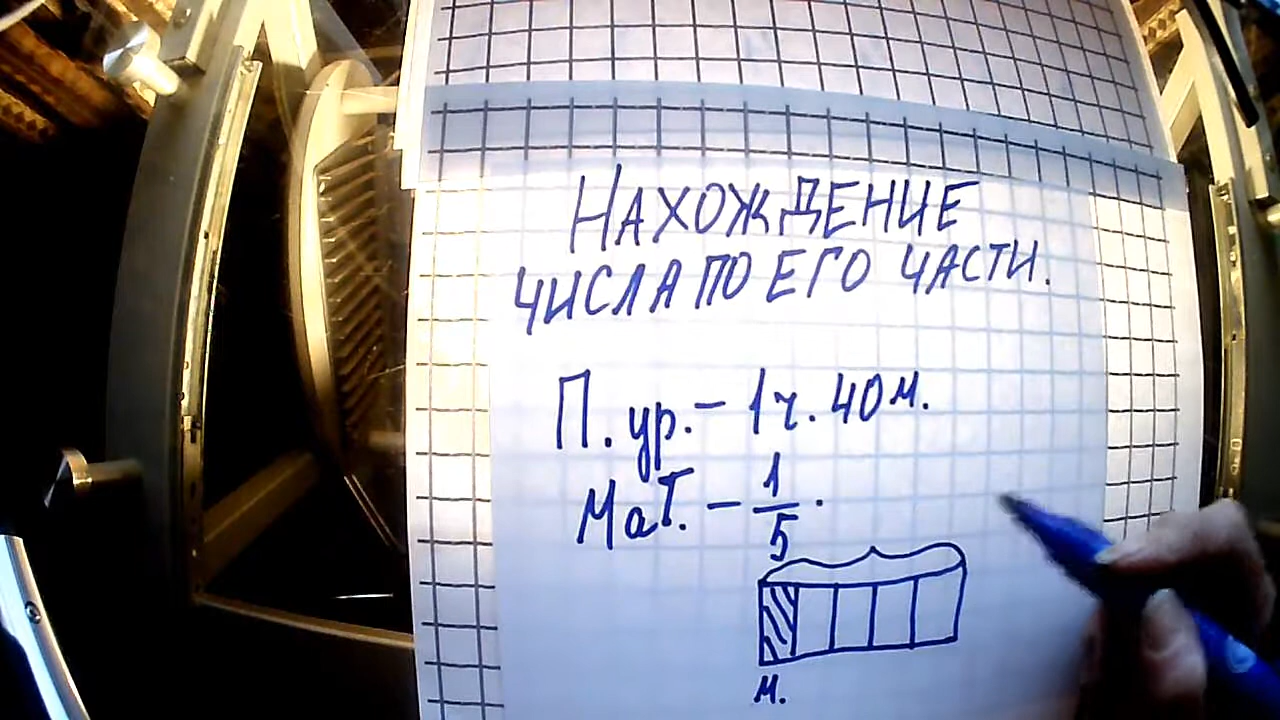 НАХОЖДЕНИЕ
ЧИСЛА ПО ЕГО ЧАСТИ.
П. ур. – 1ч. 40м.
Мат. – 1/5.
м.